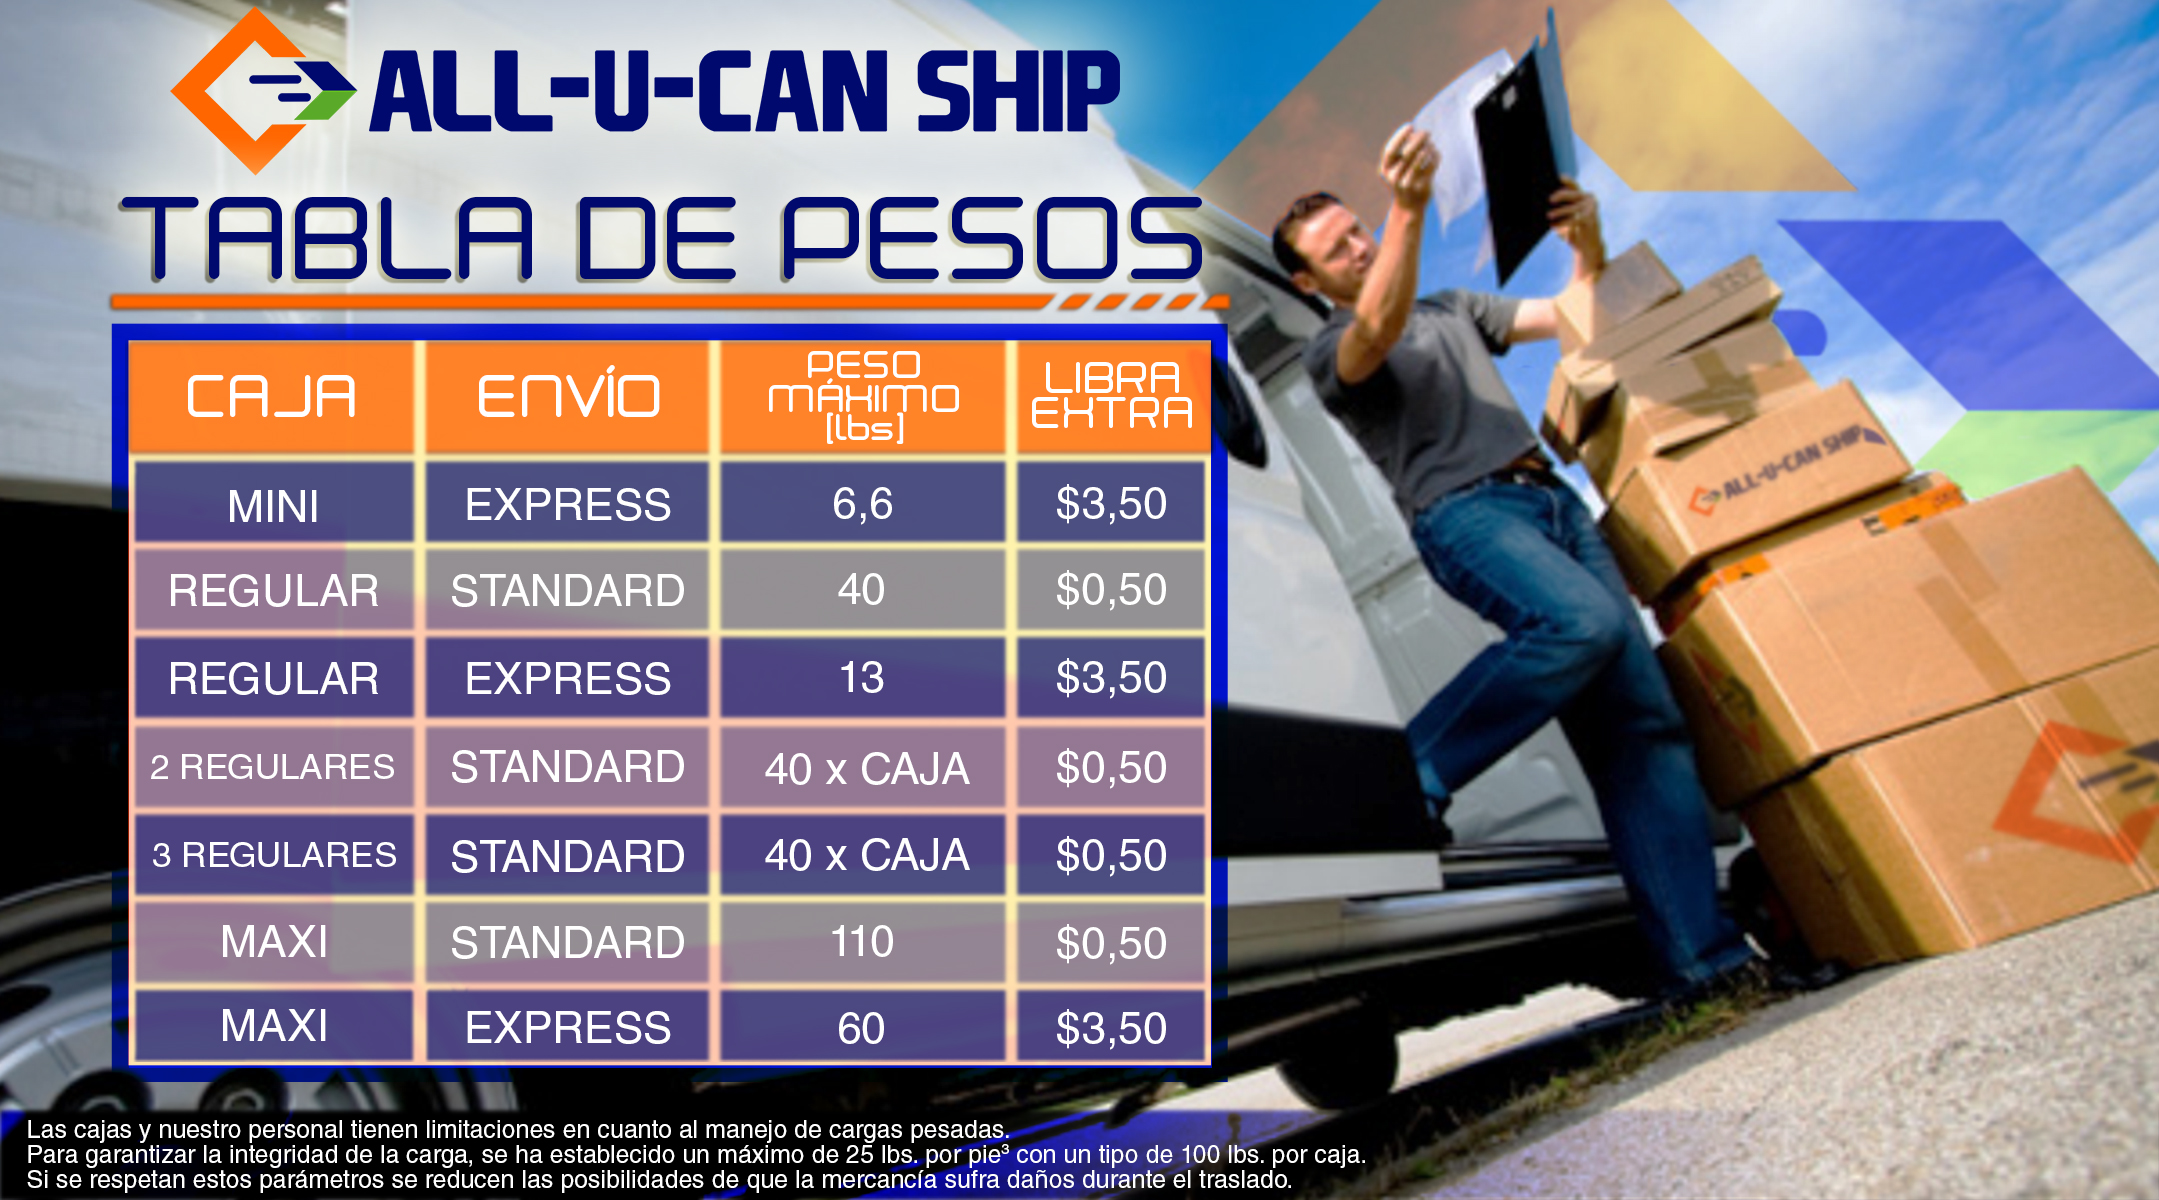 ALL-U-CAN SHIP
TABLA DE PESOS
CAJA ENVÍO PESO MÁXIMO [lbs] LIBRA EXTRA
MINI EXPRESS 6,6 $3,50
REGULAR STANDARD 40 $0,50
REGULAR EXPRESS 13 $3,50
2 REGULARES STANDARD 40 x CAJA $0,50
3 REGULARES STANDARD 40 x CAJA $0,50
MAXI STANDARD 110 $0,50
MAXI EXPRESS 60 $3,50
ALL-U-CAN SHIP
Las cajas y nuestro personal tienen limitaciones en cuanto al manejo de cargas pesadas.
Para garantizar la integridad de la carga, se ha establecido un máximo de 25 lbs. por pie³ con un tipo de 100 lbs. por caja.
Si se respetan estos parámetros se reducen las posibilidades de que la mercancía sufra daños durante el traslado.